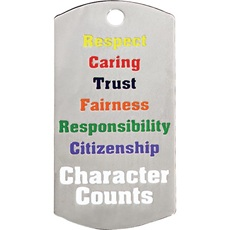 Respect
Caring
Trust
Fairness
Responsibility
Citizenship
Character
Counts